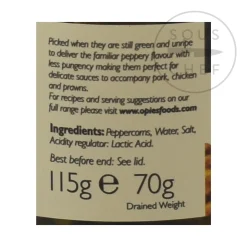 SOUS
CHEF
Picked when they are still green and unripe
to deliver the familiar peppery flavour with
less pungency making them perfect for
delicate sauces to accompany pork, chicken
and prawns.
For recipes and serving suggestions on our
full range please visit www.opiesfoods.com
Ingredients: Peppercorns, Water, Salt,
Acidity regulator: Lactic Acid.
Best before end: See lid.
115g e 70g
Drained Weight